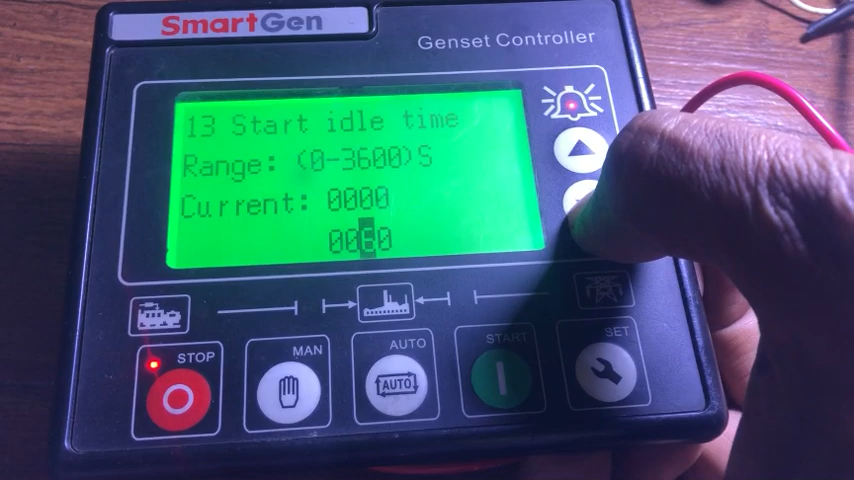 SmartGen
Genset Controller
13 Start idle time
Range: (0-3600)S
Current: 0000
0060
STOP
MAN
AUTO
AUTO
START
SET